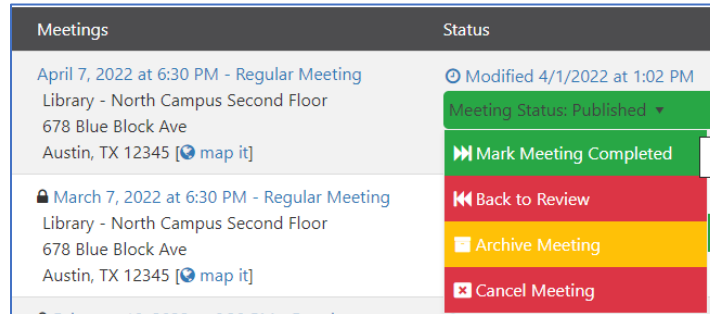 Meetings
Status
April 7, 2022 at 6:30 PM - Regular Meeting
Library - North Campus Second Floor
678 Blue Block Ave
Austin, TX 12345 [map it]
Modified 4/1/2022 at 1:02 PM
Meeting Status: Published
Mark Meeting Completed
Back to Review
Archive Meeting
Cancel Meeting
March 7, 2022 at 6:30 PM - Regular Meeting
Library - North Campus Second Floor
678 Blue Block Ave
Austin, TX 12345 [map it]